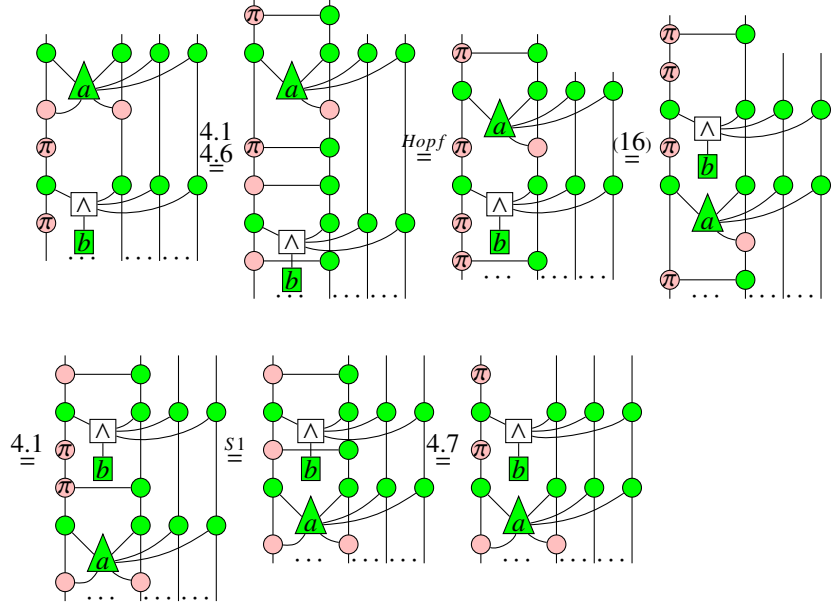 a
π
∧
π
b
... ......
4.1
4.6
=
π
a
π
∧
b
... ......
Hopf
=
π
a
π
∧
π
b
π
... ......
(16)
=
π
π
∧
π
b
a
π
... ......
4.1
=
∧
π
b
π
a
... ......
S1
=
∧
b
a
... ......
4.7
=
π
∧
π
b
a
... ......